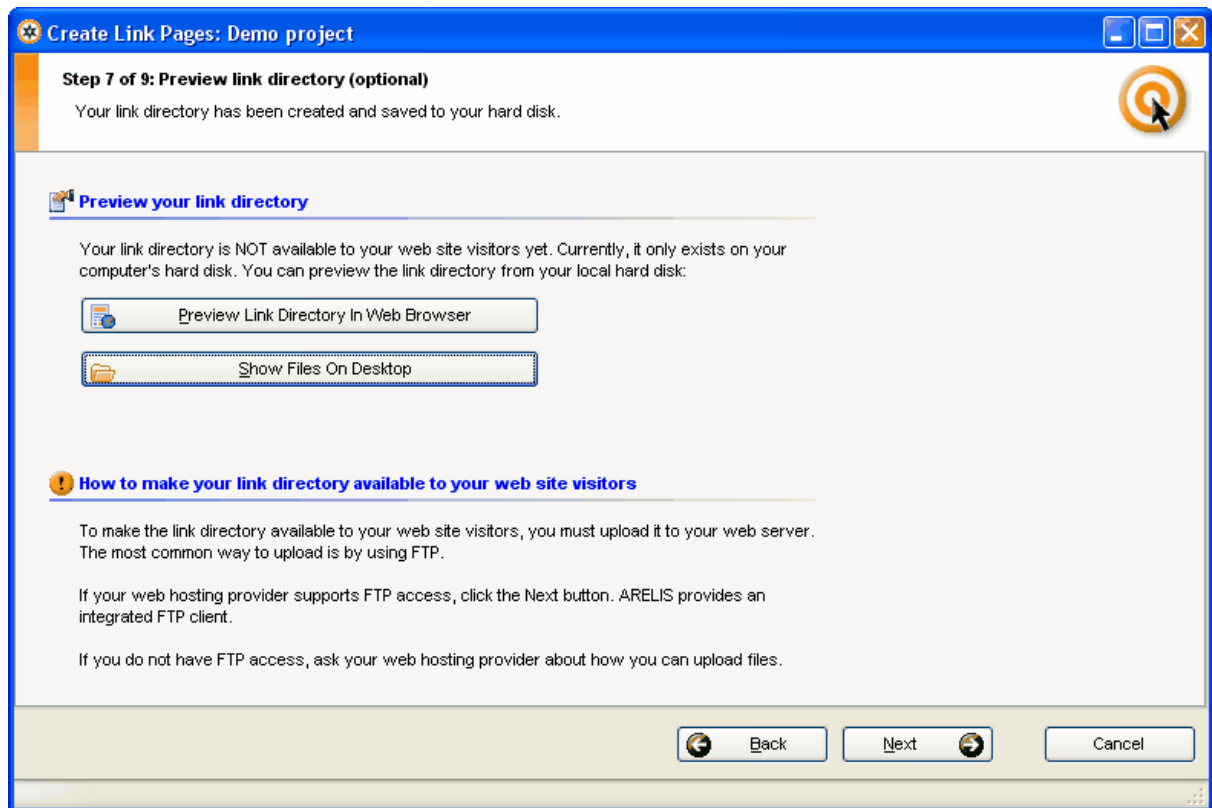 Create Link Pages: Demo project
Step 7 of 9: Preview link directory (optional)
Your link directory has been created and saved to your hard disk.
Preview your link directory
Your link directory is NOT available to your web site visitors yet. Currently, it only exists on your
computer's hard disk. You can preview the link directory from your local hard disk:
Preview Link Directory In Web Browser
Show Files On Desktop
How to make your link directory available to your web site visitors
To make the link directory available to your web site visitors, you must upload it to your web server.
The most common way to upload is by using FTP.
If your web hosting provider supports FTP access, click the Next button. ARELIS provides an
integrated FTP client.
If you do not have FTP access, ask your web hosting provider about how you can upload files.
Back Next Cancel